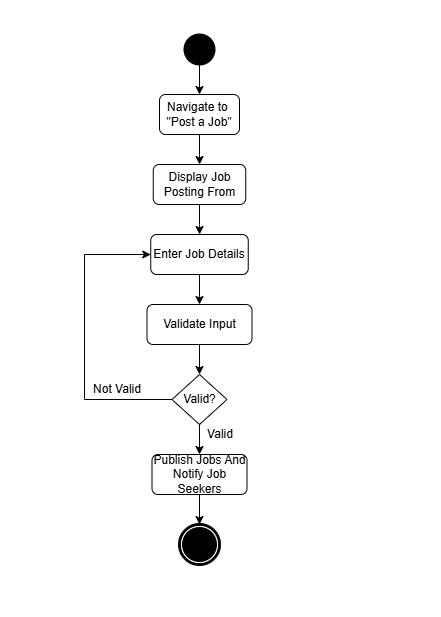 Navigate to
"Post a Job"
Display Job
Posting From
Enter Job Details
Validate Input
Not Valid
Valid?
Valid
Publish Jobs And
Notify Job
Seekers